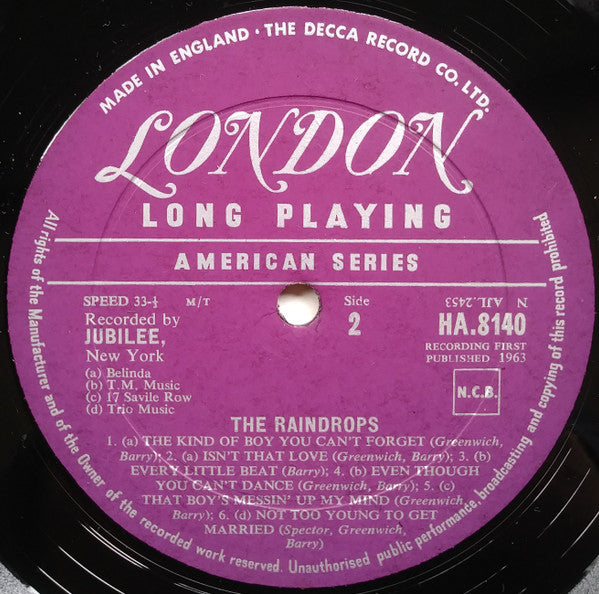 MADE IN ENGLAND · THE DECCA RECORD CO. LTD.
LONDON
LONG PLAYING
AMERICAN SERIES
SPEED 33-⅓ M/T
Side
2
N AIL.2453
Recorded by
JUBILEE,
New York
HA.8140
RECORDING FIRST
PUBLISHED 1963
(a) Belinda
(b) T.M. Music
(c) 17 Savile Row
(d) Trio Music
N.C.B.
THE RAINDROPS
1. (a) THE KIND OF BOY YOU CAN'T FORGET (Greenwich,
Barry); 2. (a) ISN'T THAT LOVE (Greenwich, Barry); 3. (b)
EVERY LITTLE BEAT (Barry); 4. (b) EVEN THOUGH
YOU CAN'T DANCE (Greenwich, Barry); 5. (c)
THAT BOY'S MESSIN' UP MY MIND (Greenwich,
Barry); 6. (d) NOT TOO YOUNG TO GET
MARRIED (Spector, Greenwich,
Barry)
All rights of the Manufacturer and of the Owner of the recorded work reserved. Unauthorised public performance, broadcasting and copying of this record prohibited